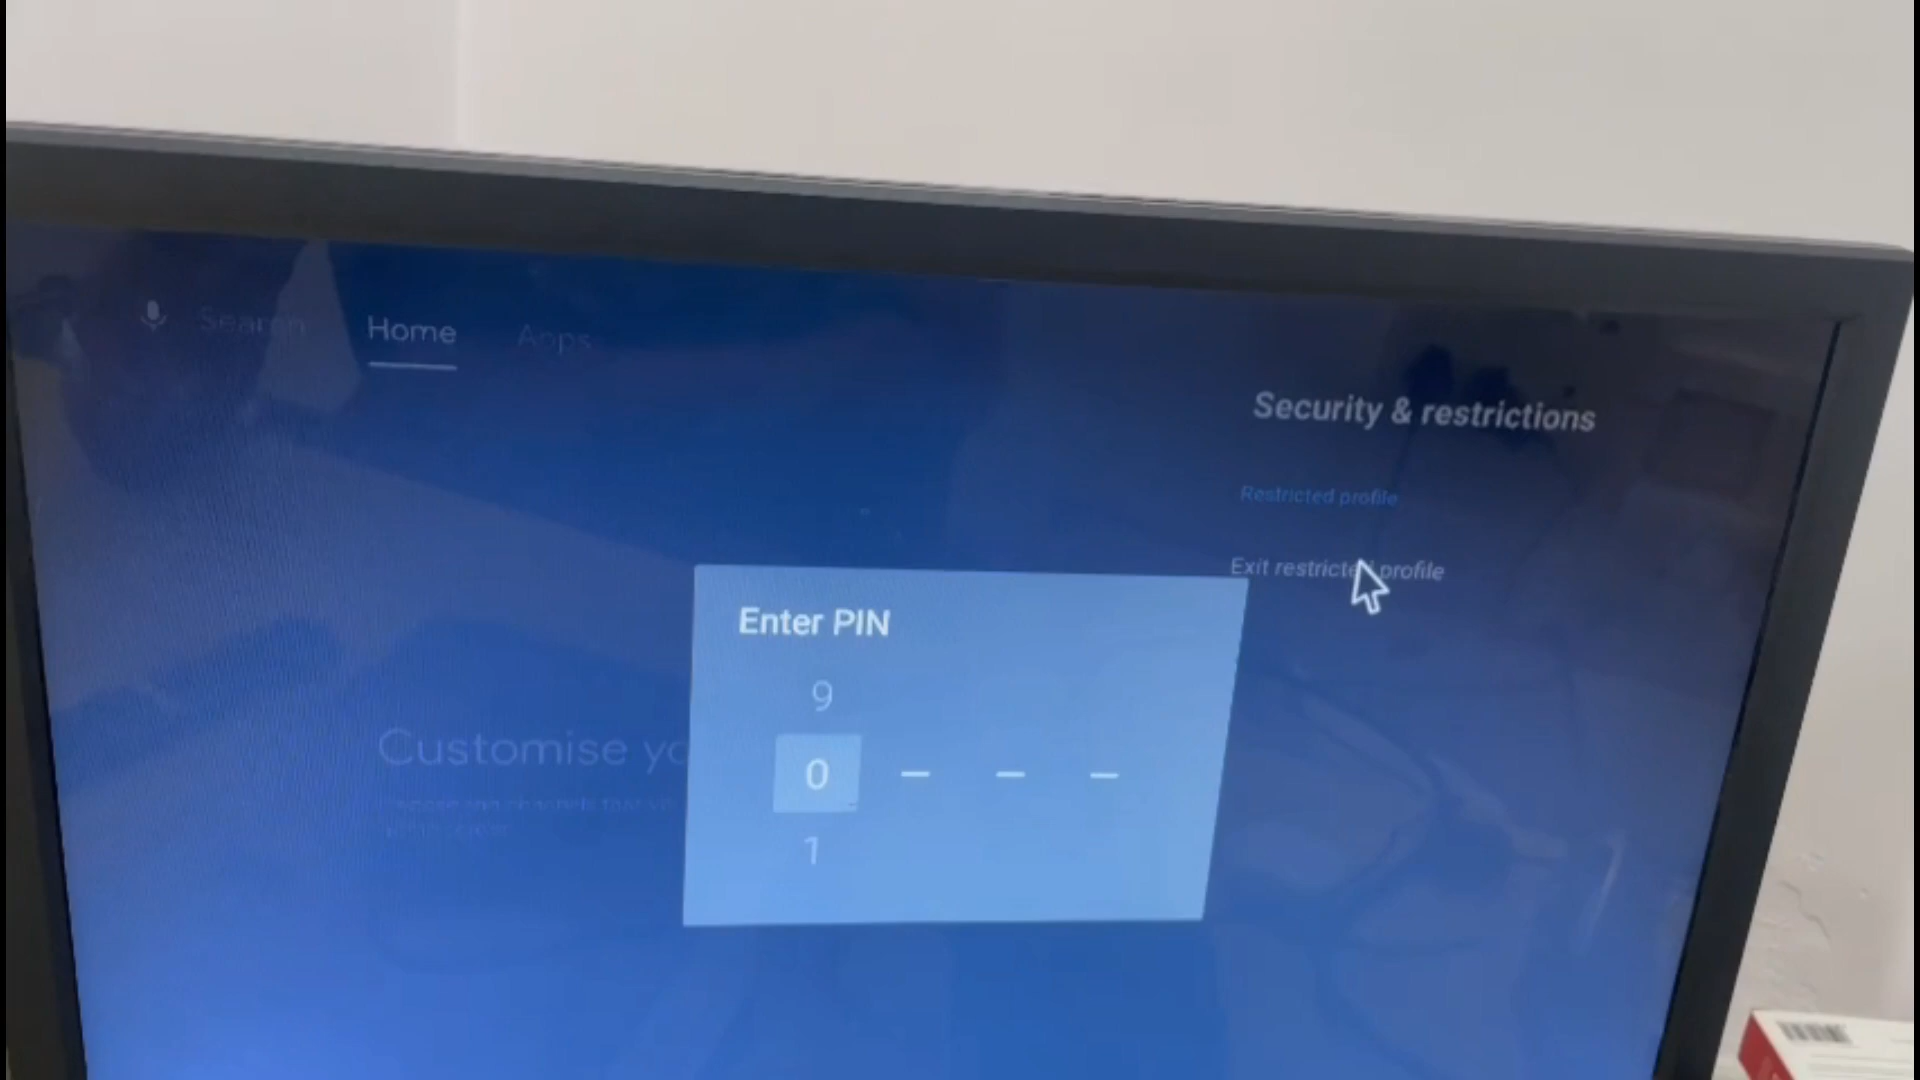 Search Home Apps
Security & restrictions
Restricted profile
Exit restricted profile
Enter PIN
9
0 – – –
1
Customise yo